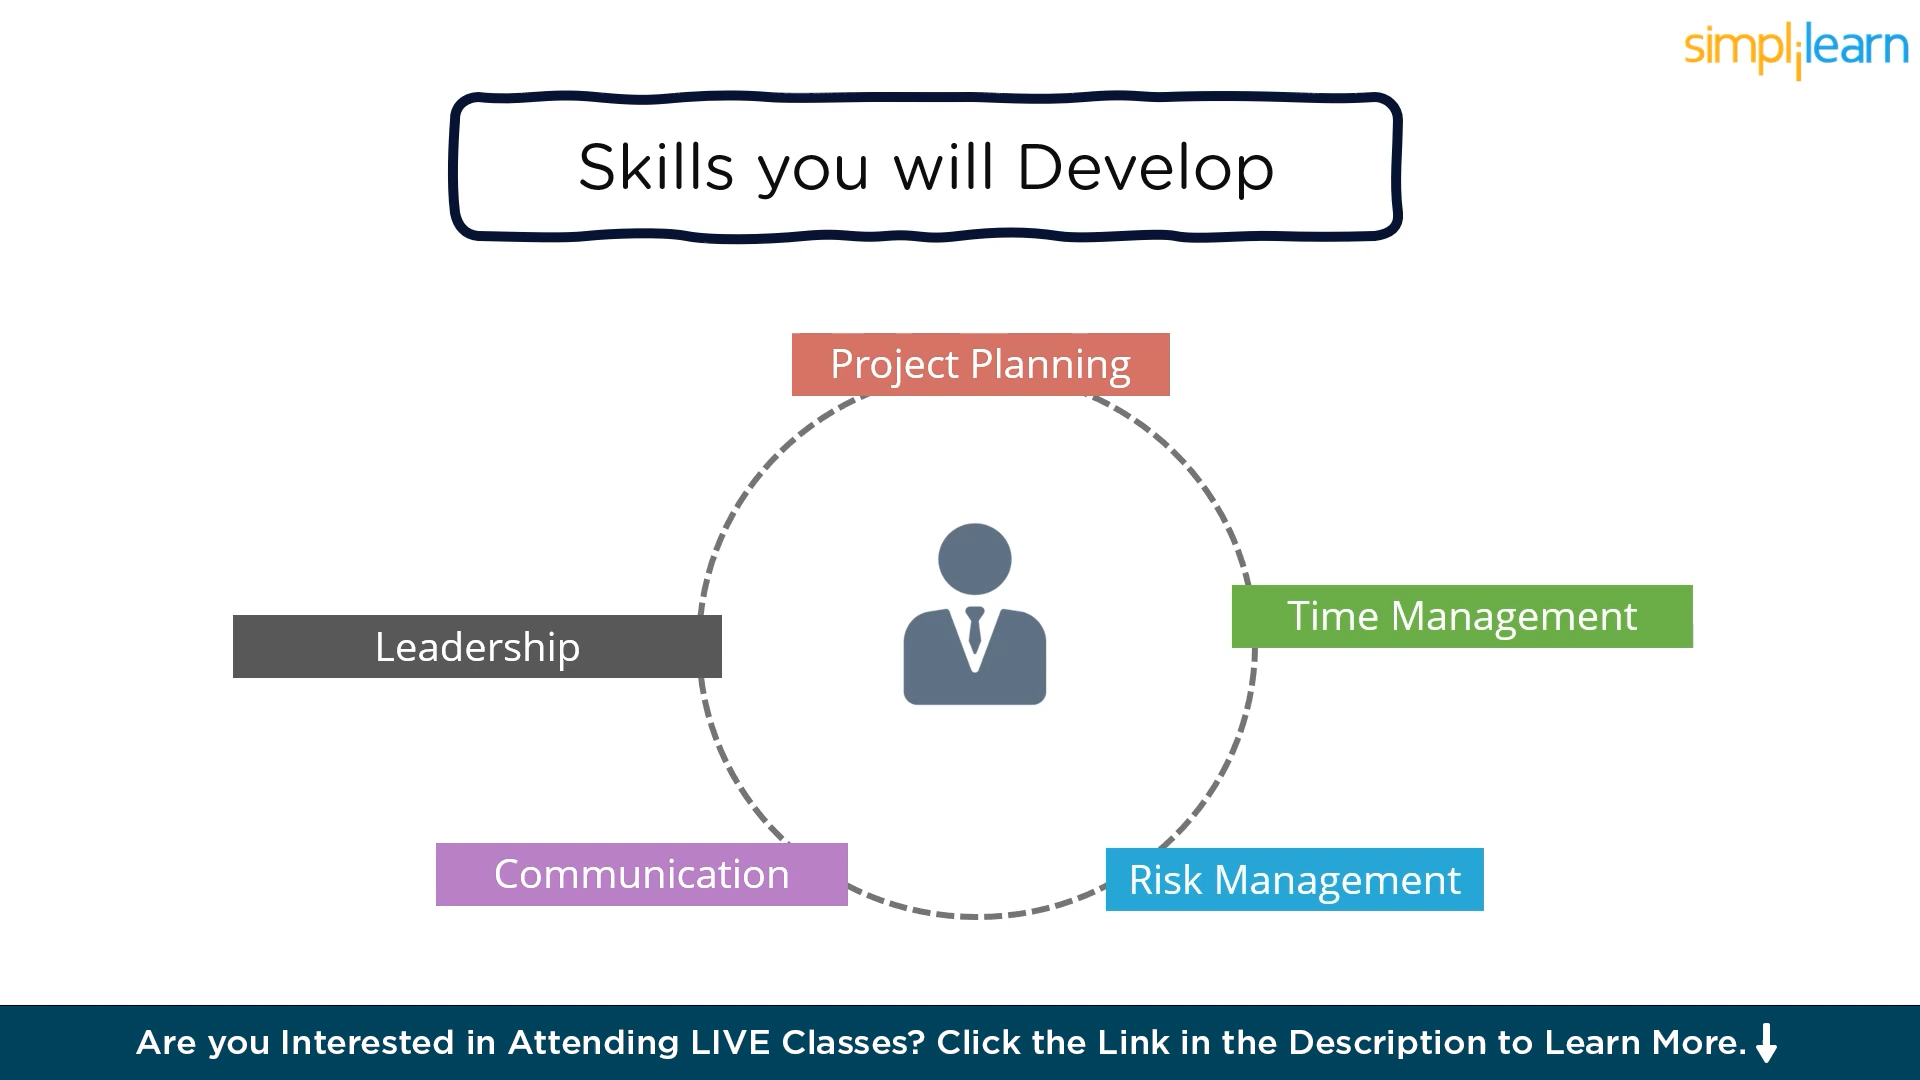 simplilearn
Skills you will Develop
Project Planning
Time Management
Leadership
Communication
Risk Management
Are you Interested in Attending LIVE Classes? Click the Link in the Description to Learn More.